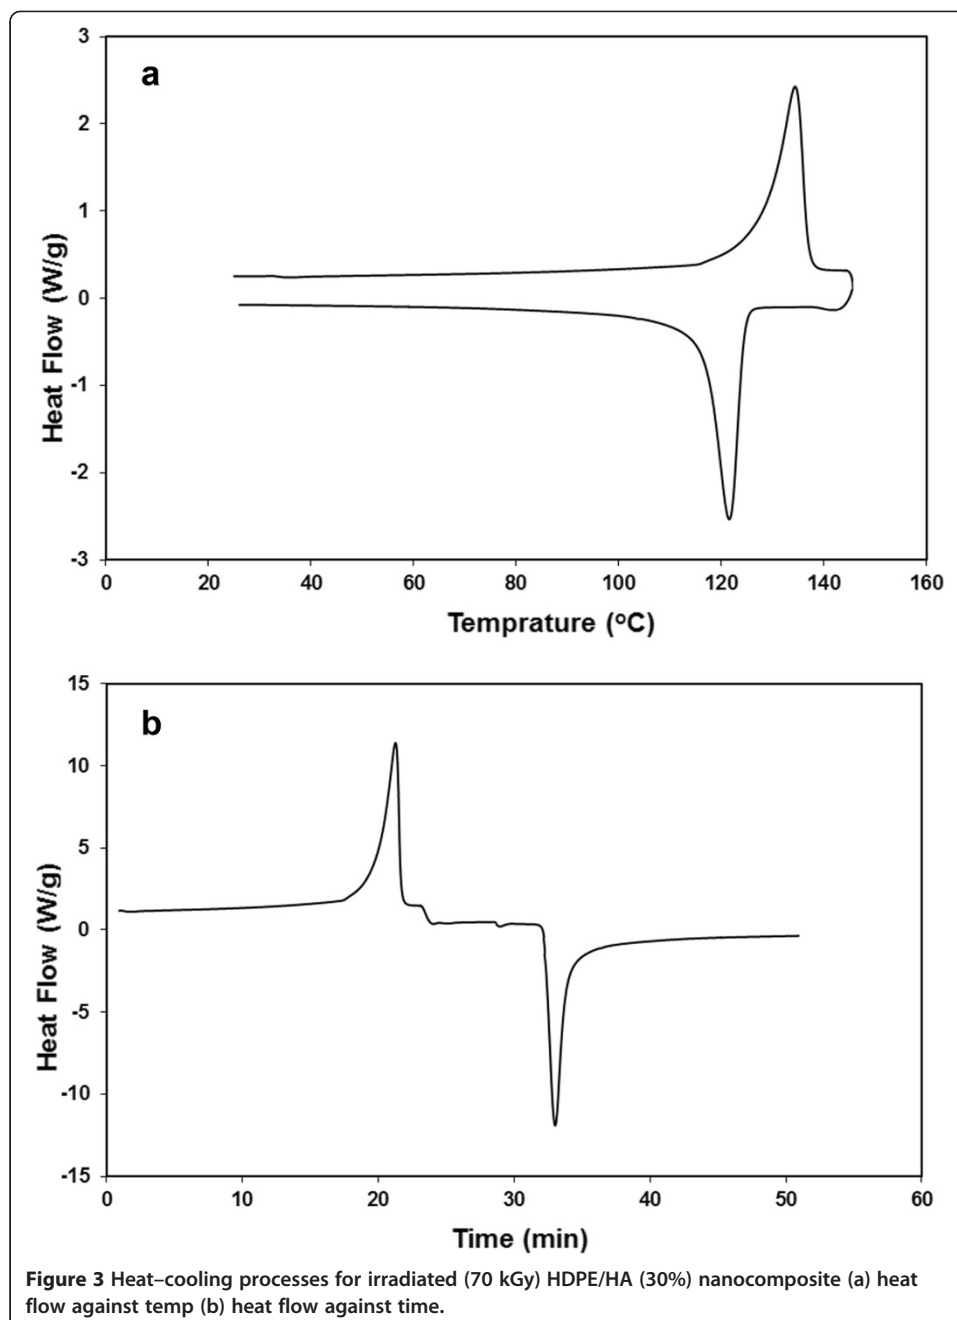 a
3
2
1
0
-1
-2
-3
Heat Flow (W/g)
0 20 40 60 80 100 120 140 160
Temprature (oC)
b
15
10
5
0
-5
-10
-15
Heat Flow (W/g)
0 10 20 30 40 50 60
Time (min)
Figure 3 Heat–cooling processes for irradiated (70 kGy) HDPE/HA (30%) nanocomposite (a) heat
flow against temp (b) heat flow against time.